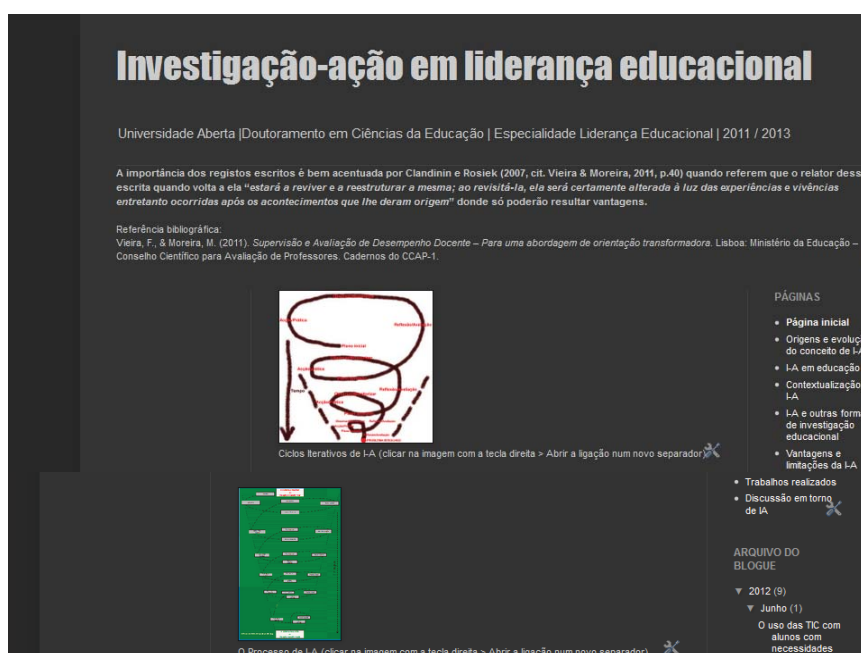 Investigação-ação em liderança educacional
Universidade Aberta |Doutoramento em Ciências da Educação | Especialidade Liderança Educacional | 2011 / 2013
A importância dos registos escritos é bem acentuada por Clandinin e Rosiek (2007, cit. Vieira & Moreira, 2011, p.40) quando referem que o relator dess
escrita quando volta a ela “estará a reviver e a reestruturar a mesma; ao revisitá-la, ela será certamente alterada à luz das experiências e vivências
entretanto ocorridas após os acontecimentos que lhe deram origem” donde só poderão resultar vantagens.
Referência bibliográfica:
Vieira, F., & Moreira, M. (2011). Supervisão e Avaliação de Desempenho Docente – Para uma abordagem de orientação transformadora. Lisboa: Ministério da Educação –
Conselho Científico para Avaliação de Professores. Cadernos do CCAP-1.
Plano inicial
Tempo
Ciclos Iterativos de I-A (clicar na imagem com a tecla direita > Abrir a ligação num novo separador)
PÁGINAS
Página inicial
Origens e evoluç
do conceito de I-A
I-A em educação
Contextualização
I-A
I-A e outras form
de investigação
educacional
Vantagens e
limitações da I-A
Trabalhos realizados
Discussão em torno
de IA
O Processo de I-A (clicar na imagem com a tecla direita > Abrir a ligação num novo separador)
ARQUIVO DO
BLOGUE
▼ 2012 (9)
▼ Junho (1)
O uso das TIC com
alunos com
necessidades